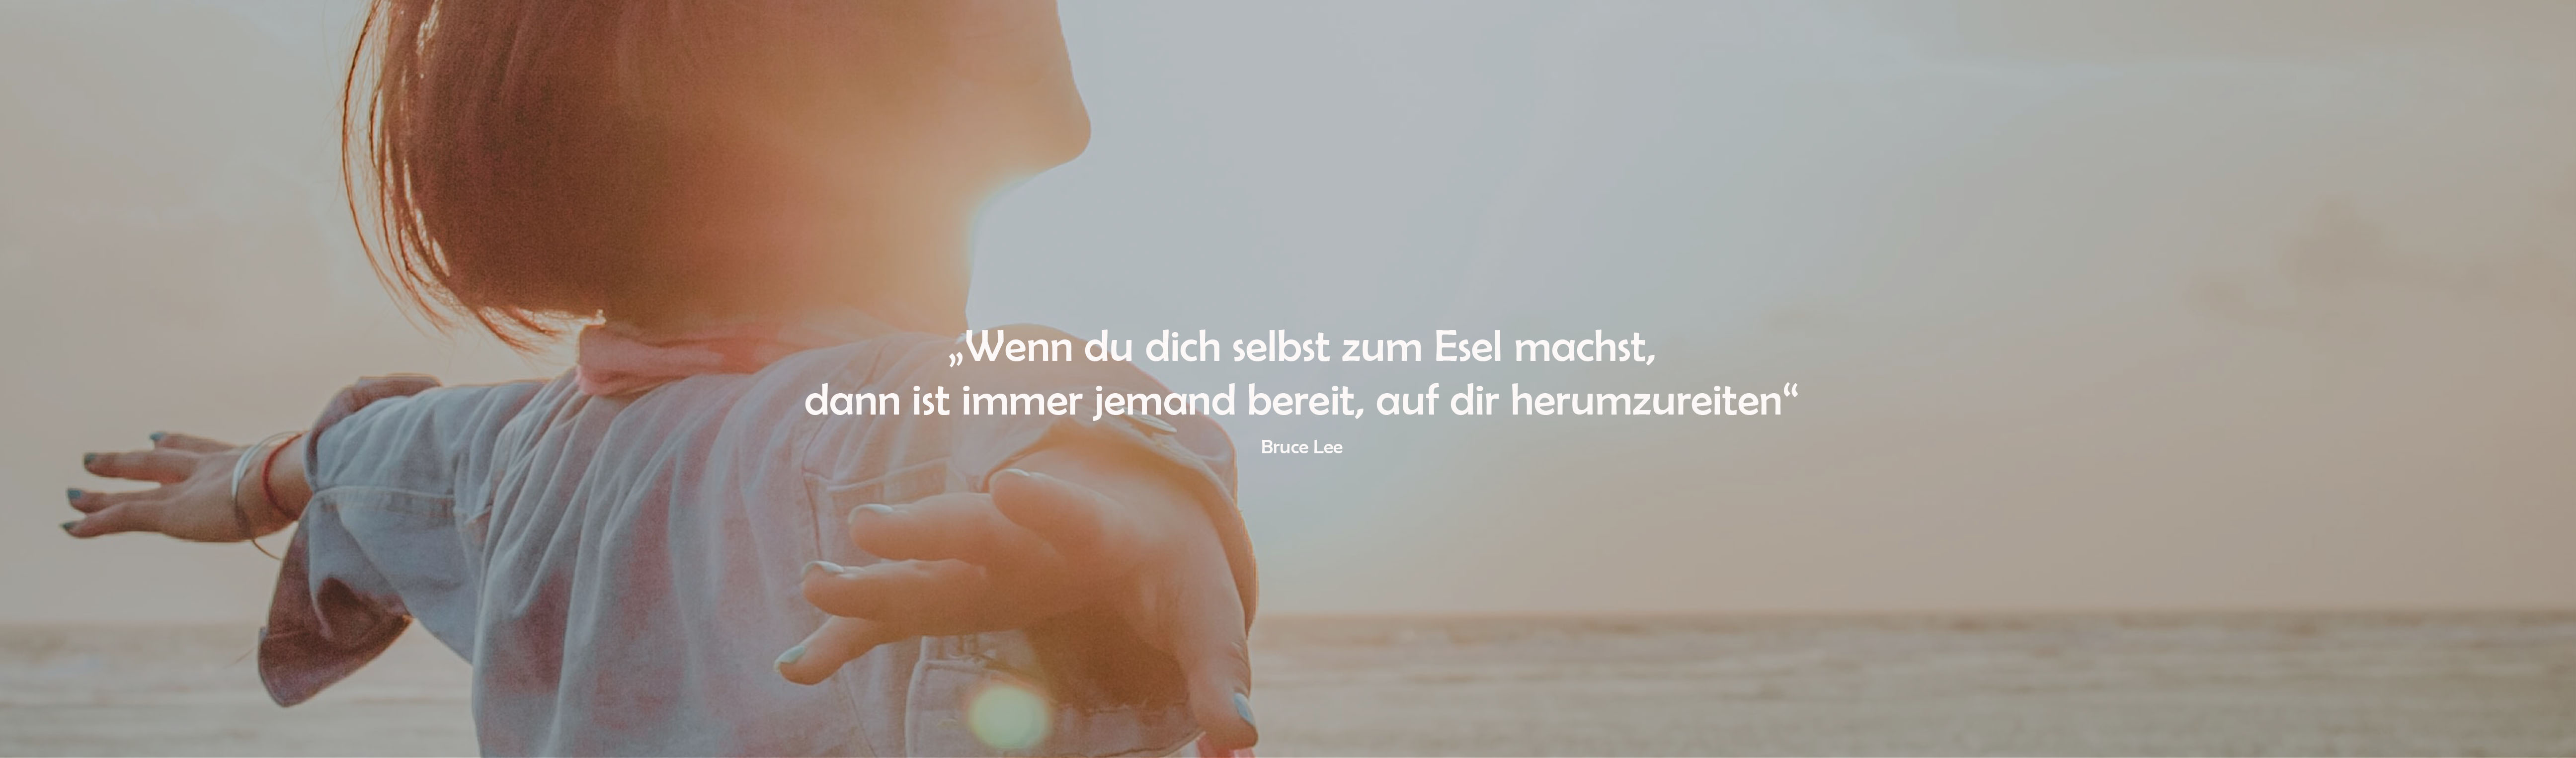 „Wenn du dich selbst zum Esel machst,
dann ist immer jemand bereit, auf dir herumzureiten“
Bruce Lee